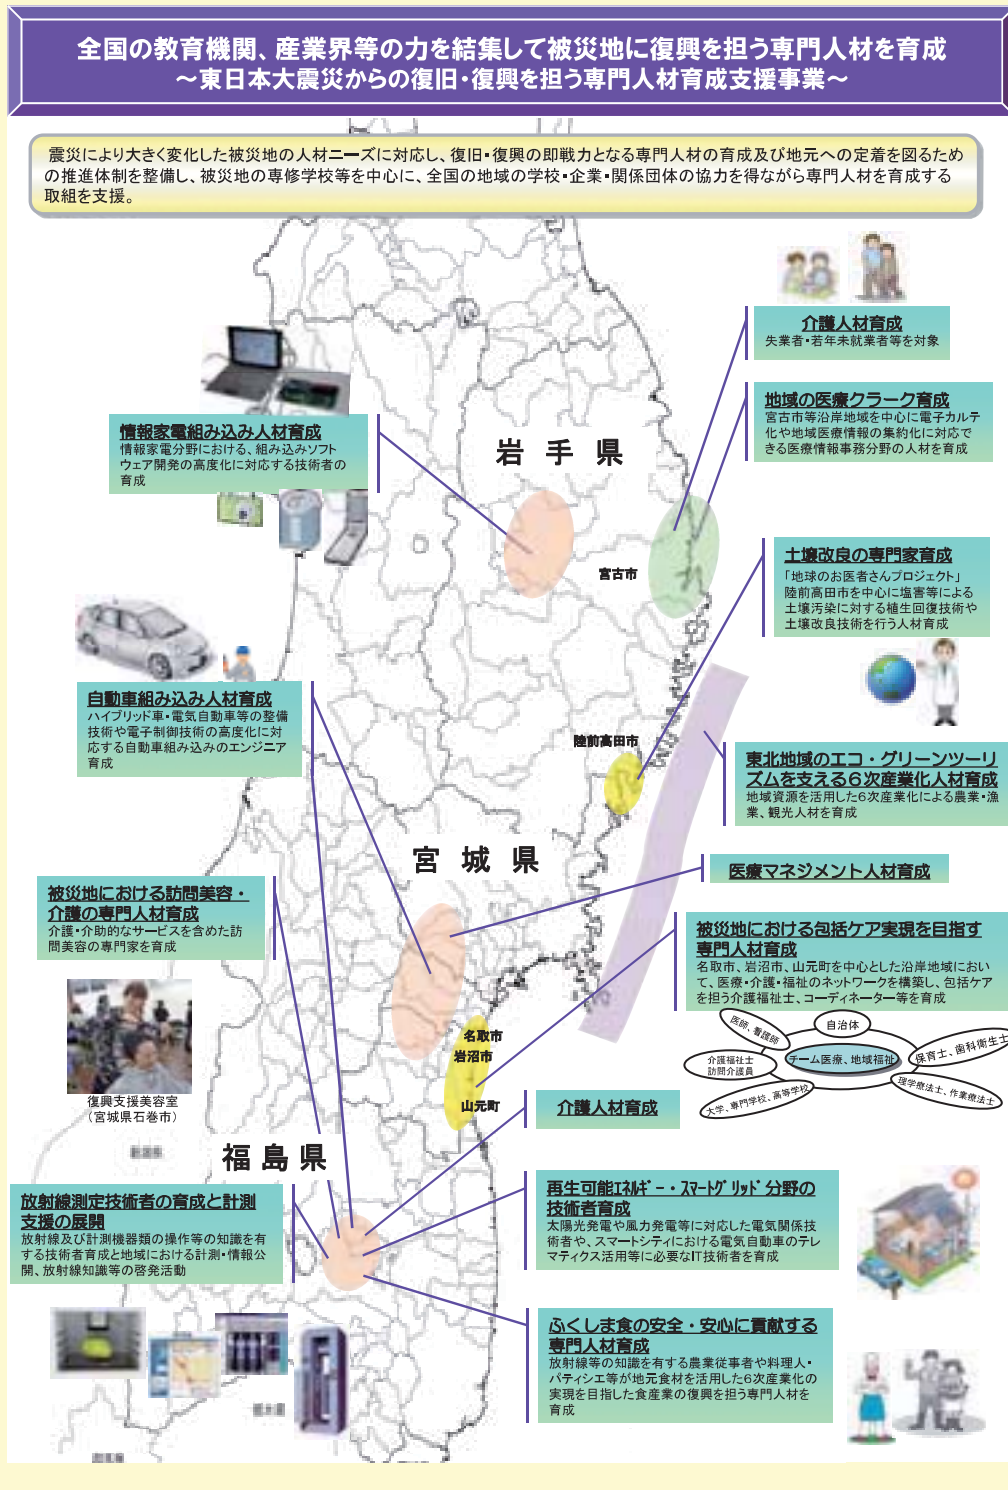 全国の教育機関、産業界等の力を結集して被災地に復興を担う専門人材を育成
～東日本大震災からの復旧・復興を担う専門人材育成支援事業～
震災により大きく変化した被災地の人材ニーズに対応し、復旧・復興の即戦力となる専門人材の育成及び地元への定着を図るため
の推進体制を整備し、被災地の専修学校等を中心に、全国の地域の学校・企業・関係団体の協力を得ながら専門人材を育成する
取組を支援。
介護人材育成
失業者・若年未就業者等を対象
地域の医療クラーク育成
宮古市等沿岸地域を中心に電子カルテ
化や地域医療情報の集約化に対応で
きる医療情報事務分野の人材を育成
情報家電組み込み人材育成
情報家電分野における、組み込みソフト
ウェア開発の高度化に対応する技術者の
育成
岩手県
宮古市
土壌改良の専門家育成
「地球のお医者さんプロジェクト」
陸前高田市を中心に塩害等による
土壌汚染に対する植生回復技術や
土壌改良技術を行う人材育成
自動車組み込み人材育成
ハイブリッド車・電気自動車等の整備
技術や電子制御技術の高度化に対
応する自動車組み込みのエンジニア
育成
陸前高田市
東北地域のエコ・グリーンツーリ
ズムを支える６次産業化人材育成
地域資源を活用した6次産業化による農業・漁
業、観光人材を育成
宮城県
医療マネジメント人材育成
被災地における訪問美容・
介護の専門人材育成
介護・介助的なサービスを含めた訪
問美容の専門家を育成
被災地における包括ケア実現を目指す
専門人材育成
名取市、岩沼市、山元町を中心とした沿岸地域におい
て、医療・介護・福祉のネットワークを構築し、包括ケア
を担う介護福祉士、コーディネーター等を育成
自治体
医師、看護師
チーム医療、地域福祉
保育士、歯科衛生士
介護福祉士
訪問介護員
大学、専門学校、高等学校
理学療法士、作業療法士
名取市
岩沼市
山元町
復興支援美容室
（宮城県石巻市）
新潟県
介護人材育成
福島県
放射線測定技術者の育成と計測
支援の展開
放射線及び計測機器類の操作等の知識を有
する技術者育成と地域における計測・情報公
開、放射線知識等の啓発活動
再生可能ｴﾈﾙｷﾞｰ・ｽﾏｰﾄｸﾞﾘｯﾄﾞ分野の
技術者育成
太陽光発電や風力発電等に対応した電気関係技
術者や、スマートシティにおける電気自動車のテレ
マティクス活用等に必要なIT技術者を育成
ふくしま食の安全・安心に貢献する
専門人材育成
放射線等の知識を有する農業従事者や料理人・
パティシエ等が地元食材を活用した6次産業化の
実現を目指した食産業の復興を担う専門人材を
育成
栃木県
群馬県